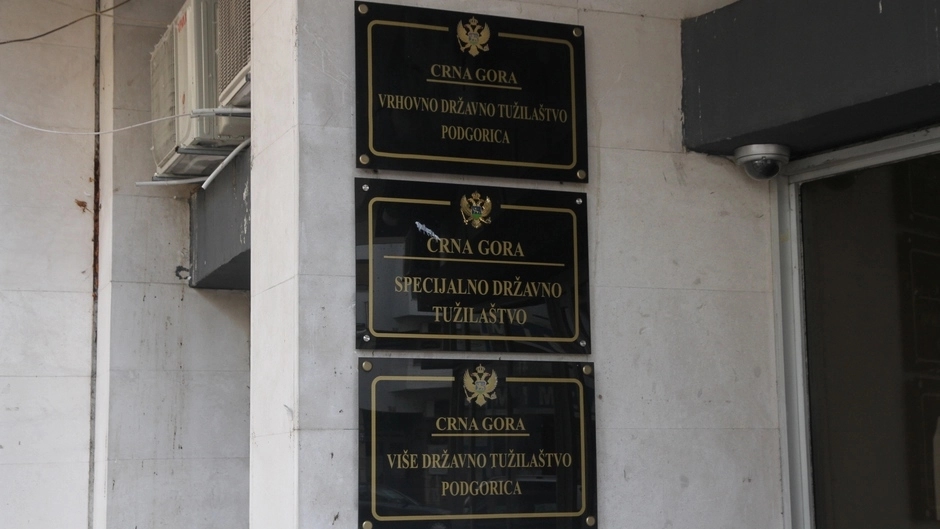 CRNA GORA
VRHOVNO DRŽAVNO TUŽILAŠTVO
PODGORICA
CRNA GORA
SPECIJALNO DRŽAVNO
TUŽILAŠTVO
CRNA GORA
VIŠE DRŽAVNO TUŽILAŠTVO
PODGORICA